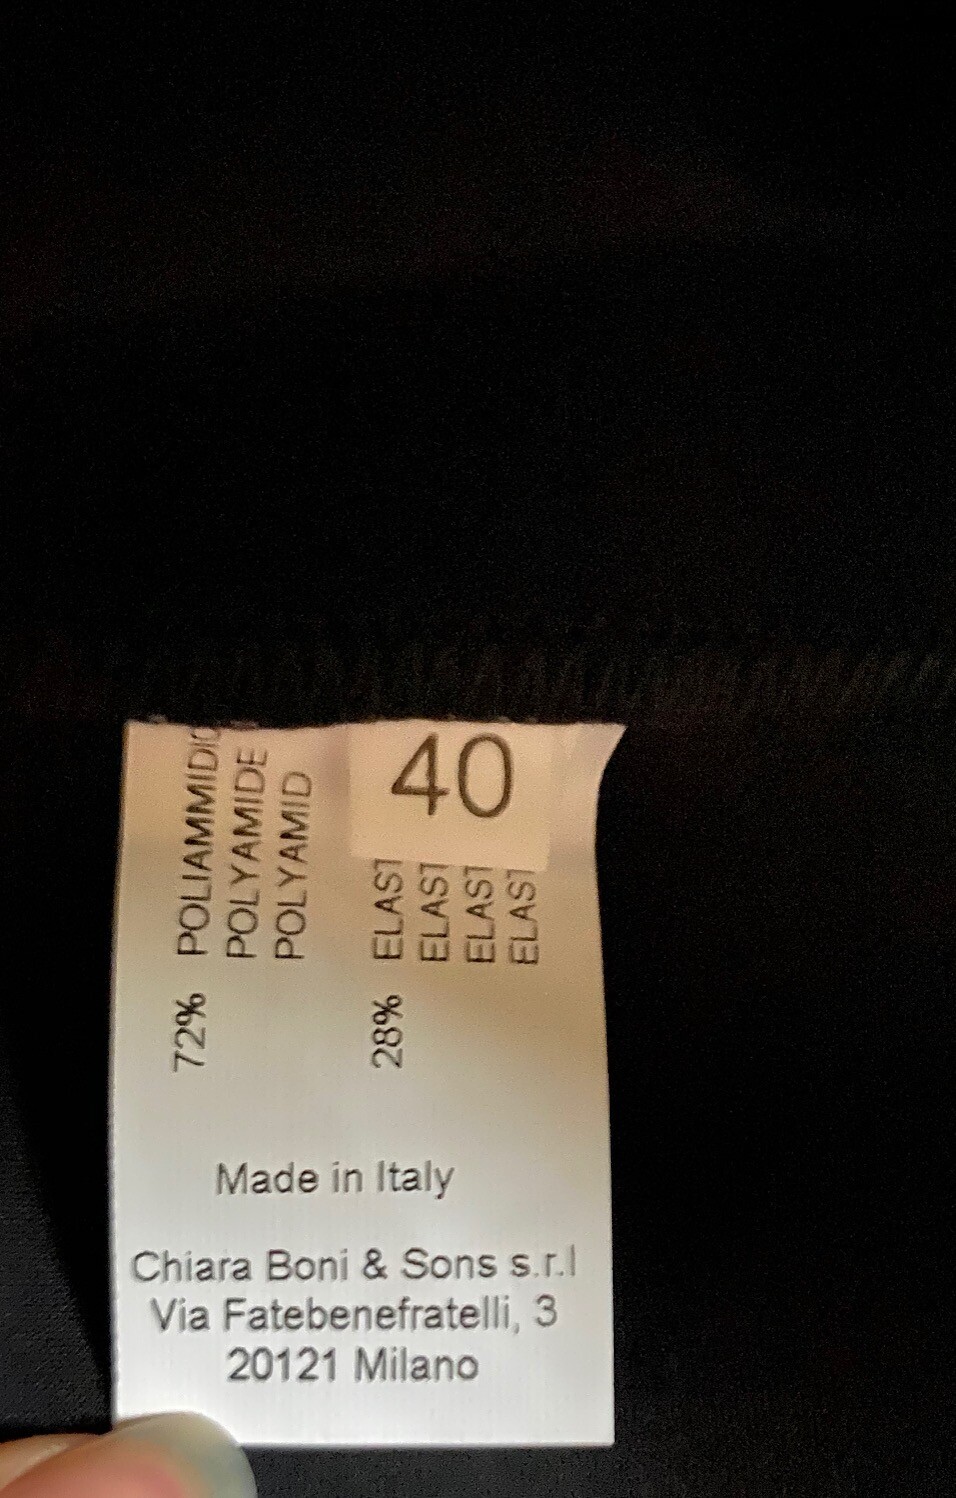 40
72% POLIAMMIDIC
POLYAMIDE
POLYAMID
28% ELAST
ELAST
ELAST
ELAST
Made in Italy
Chiara Boni & Sons s.r.l
Via Fatebenefratelli, 3
20121 Milano